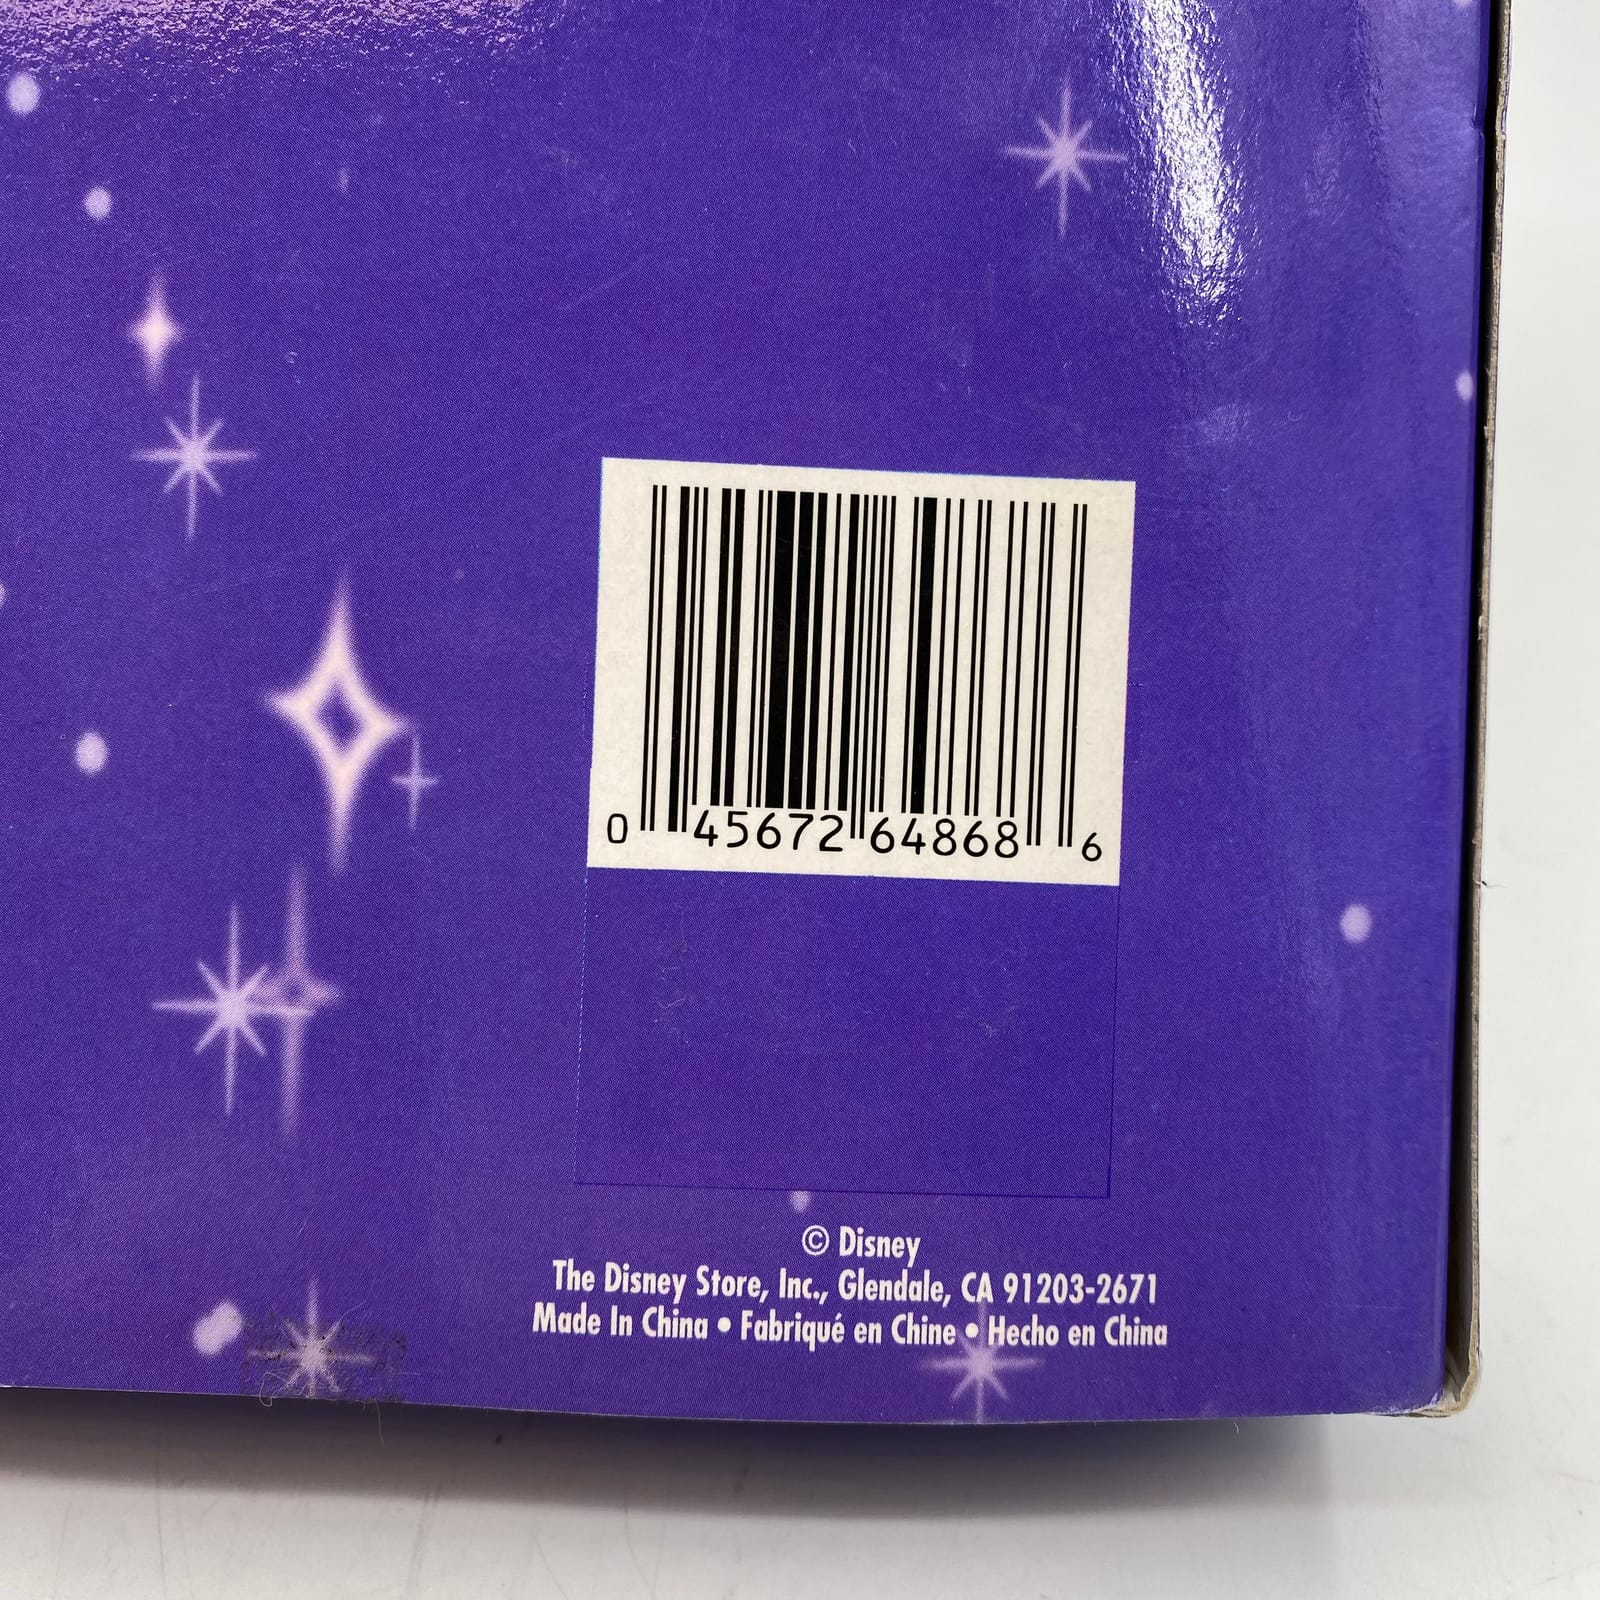 0 45672 64868 6
© Disney
The Disney Store, Inc., Glendale, CA 91203-2671
Made In China • Fabriqué en Chine • Hecho en China